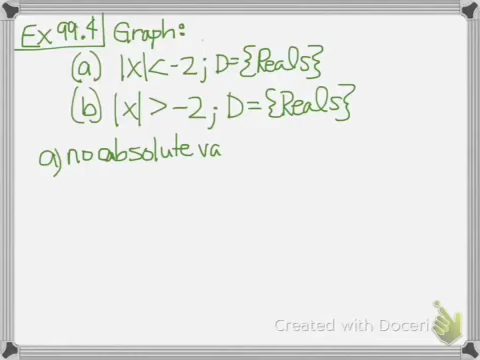 Ex 99.4 Graph:
(a) |x| < -2; D = {Reals}
(b) |x| > -2; D = {Reals}
a) no absolute va
Created with Doceri